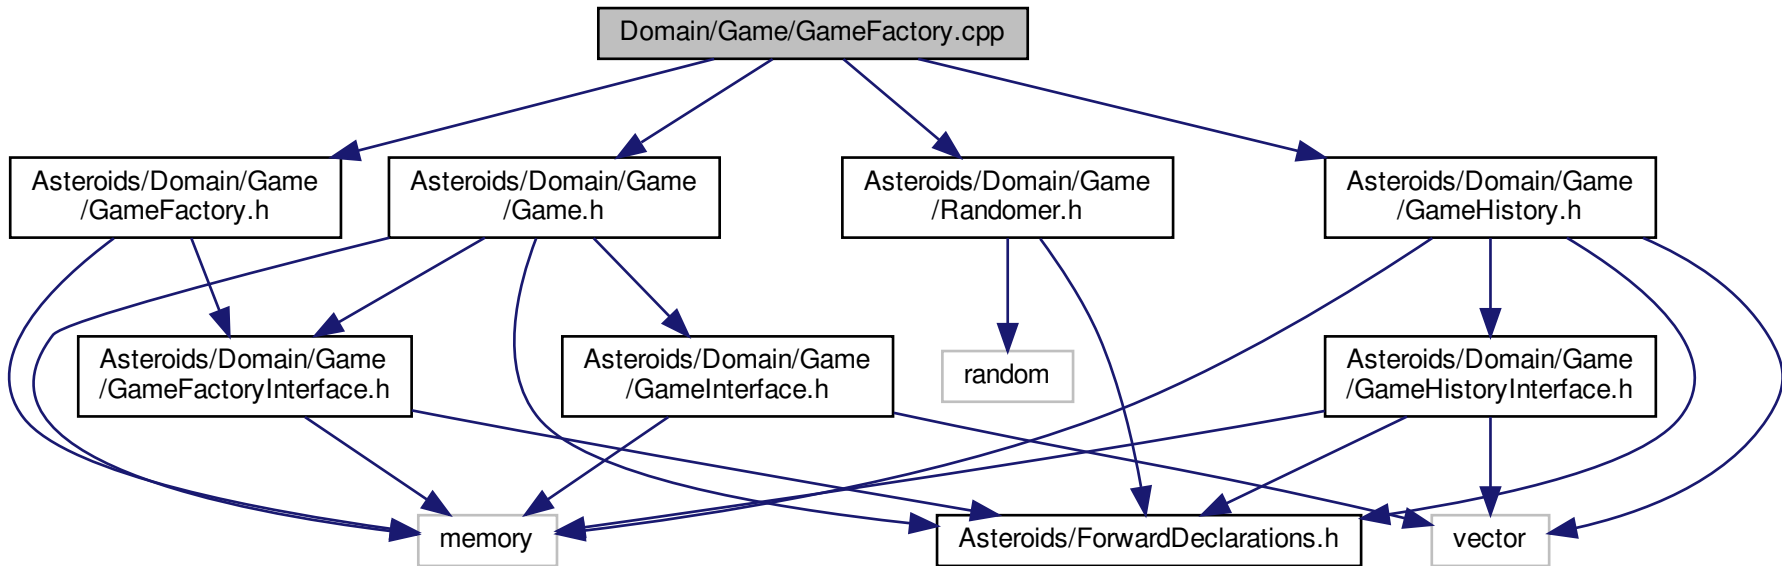 Domain/Game/GameFactory.cpp
Asteroids/Domain/Game
/GameFactory.h
Asteroids/Domain/Game
/Game.h
Asteroids/Domain/Game
/Randomer.h
Asteroids/Domain/Game
/GameHistory.h
Asteroids/Domain/Game
/GameFactoryInterface.h
Asteroids/Domain/Game
/GameInterface.h
random
Asteroids/Domain/Game
/GameHistoryInterface.h
memory
Asteroids/ForwardDeclarations.h
vector